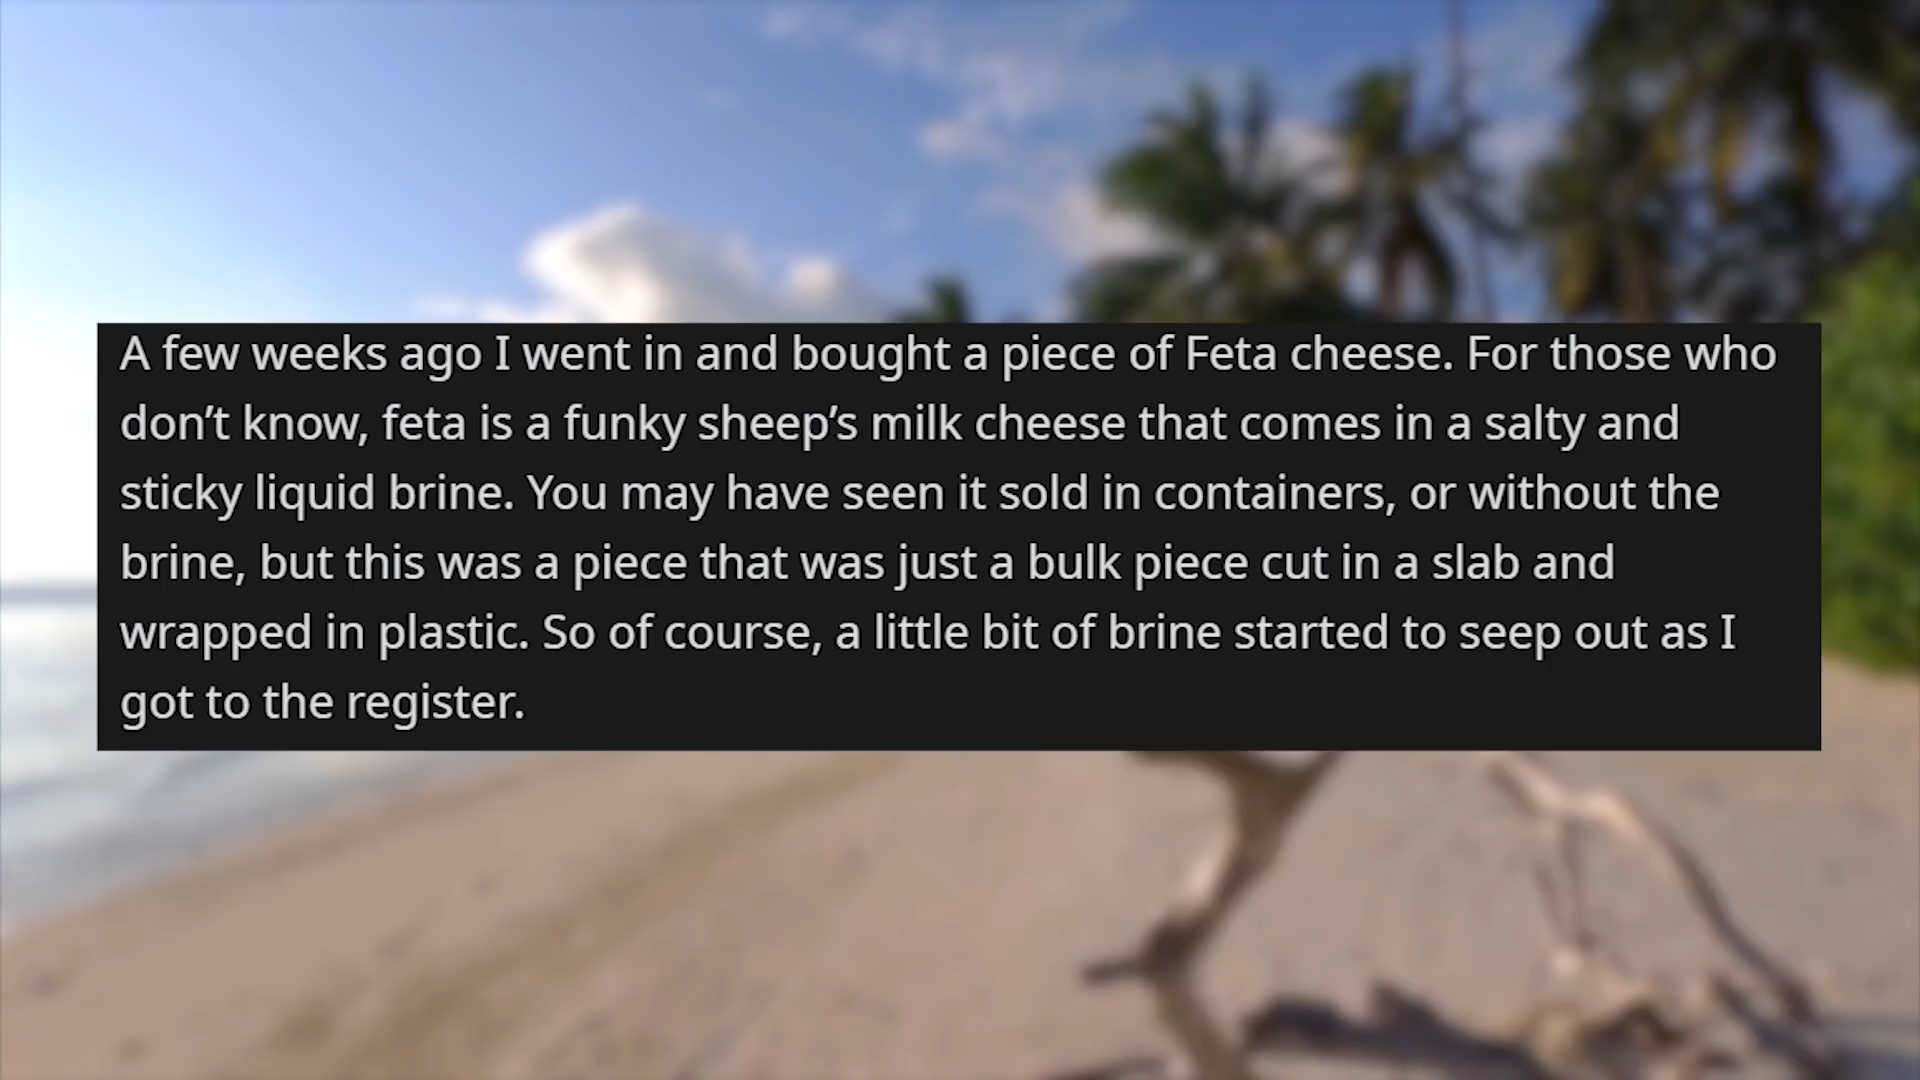 A few weeks ago I went in and bought a piece of Feta cheese. For those who
don’t know, feta is a funky sheep’s milk cheese that comes in a salty and
sticky liquid brine. You may have seen it sold in containers, or without the
brine, but this was a piece that was just a bulk piece cut in a slab and
wrapped in plastic. So of course, a little bit of brine started to seep out as I
got to the register.